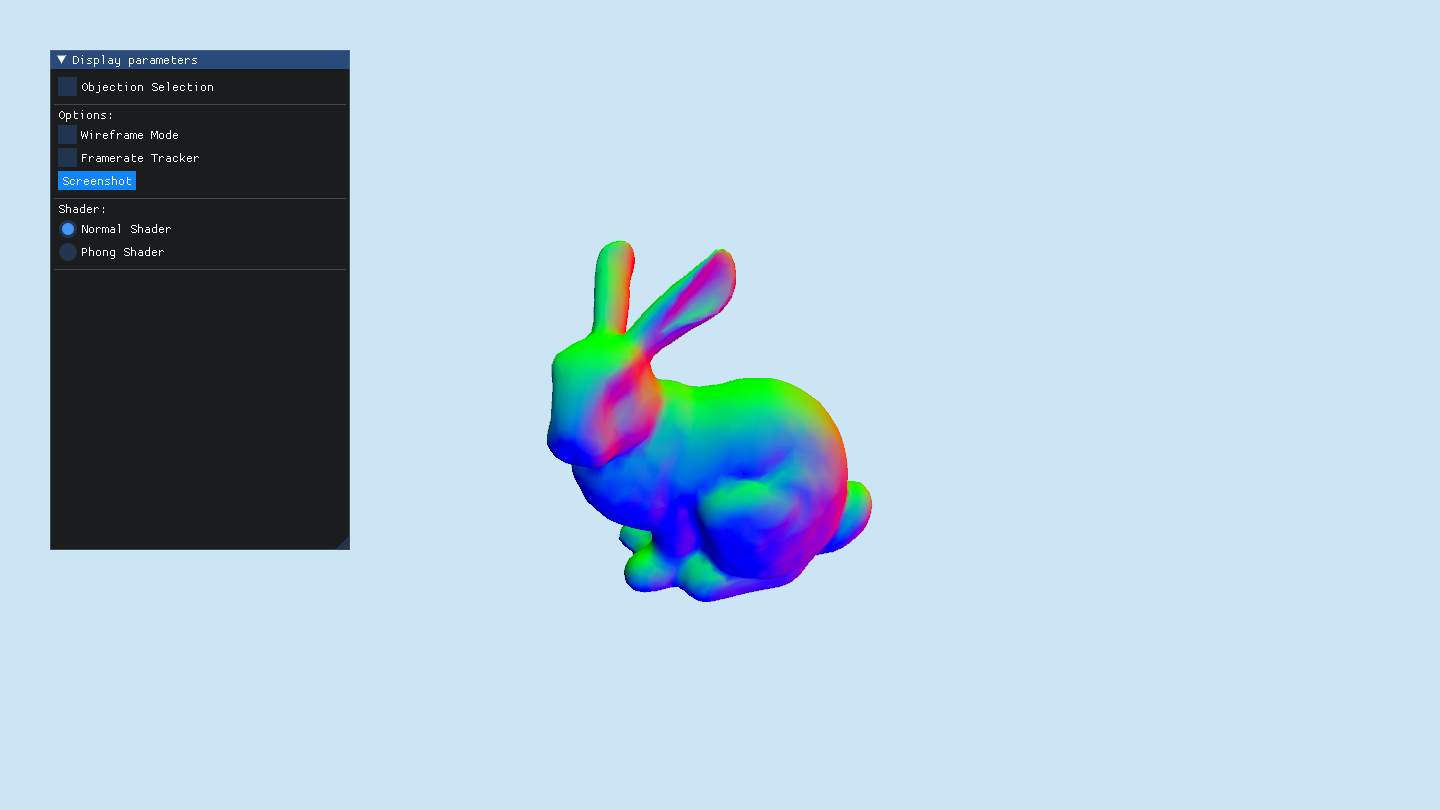 Display parameters
Objection Selection
Options:
Wireframe Mode
Framerate Tracker
Screenshot
Shader:
Normal Shader
Phong Shader